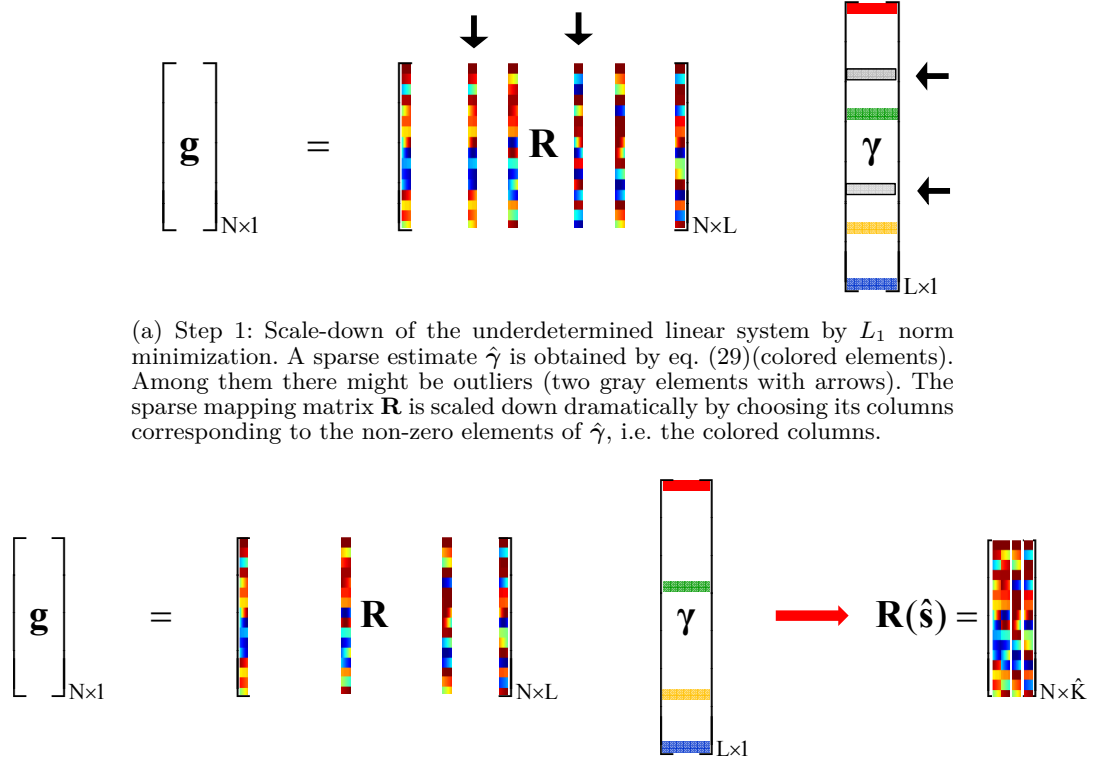 g N×1 = R N×L γ L×1
(a) Step 1: Scale-down of the underdetermined linear system by L₁ norm
minimization. A sparse estimate γ̂ is obtained by eq. (29)(colored elements).
Among them there might be outliers (two gray elements with arrows). The
sparse mapping matrix R is scaled down dramatically by choosing its columns
corresponding to the non-zero elements of γ̂, i.e. the colored columns.
g N×1 = R N×L γ L×1 R(ŝ) = N×K̂